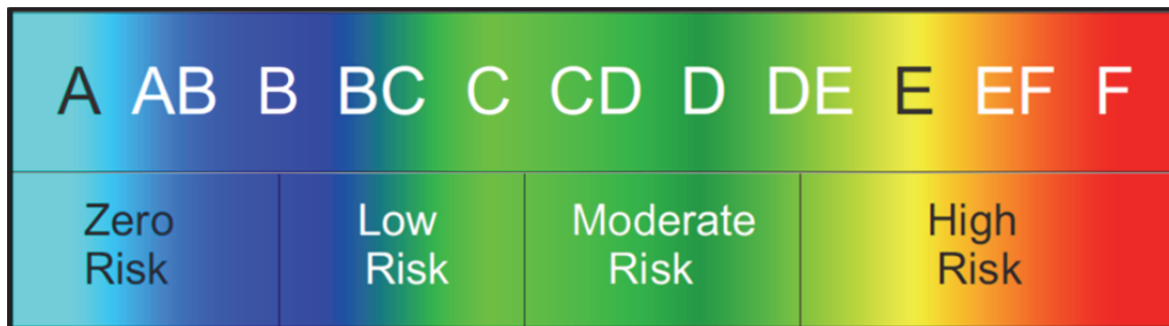 A AB B BC C CD D DE E EF F
Zero Low Moderate High
Risk Risk Risk Risk